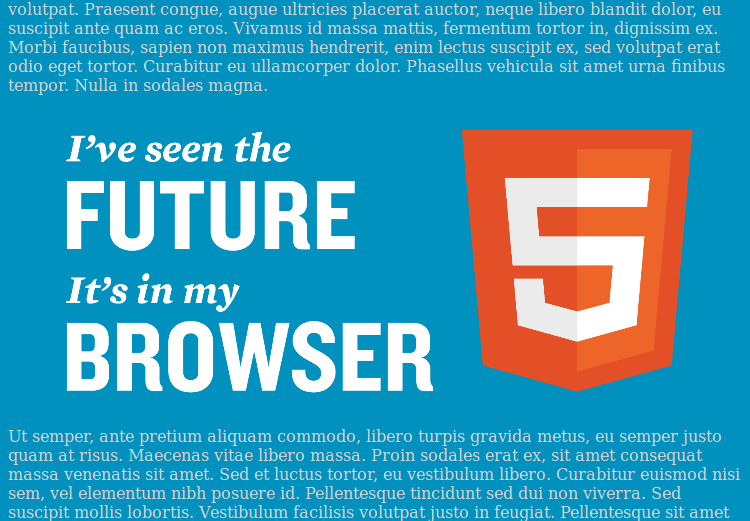 volutpat. Praesent congue, augue ultricies placerat auctor, neque libero blandit dolor, eu
suscipit ante quam ac eros. Vivamus id massa mattis, fermentum tortor in, dignissim ex.
Morbi faucibus, sapien non maximus hendrerit, enim lectus suscipit ex, sed volutpat erat
odio eget tortor. Curabitur eu ullamcorper dolor. Phasellus vehicula sit amet urna finibus
tempor. Nulla in sodales magna.
I've seen the
FUTURE
It's in my
BROWSER
5
Ut semper, ante pretium aliquam commodo, libero turpis gravida metus, eu semper justo
quam at risus. Maecenas vitae libero massa. Proin sodales erat ex, sit amet consequat
massa venenatis sit amet. Sed et luctus tortor, eu vestibulum libero. Curabitur euismod nisi
sem, vel elementum nibh posuere id. Pellentesque tincidunt sed dui non viverra. Sed
suscipit mollis lobortis. Vestibulum facilisis volutpat justo in feugiat. Pellentesque sit amet